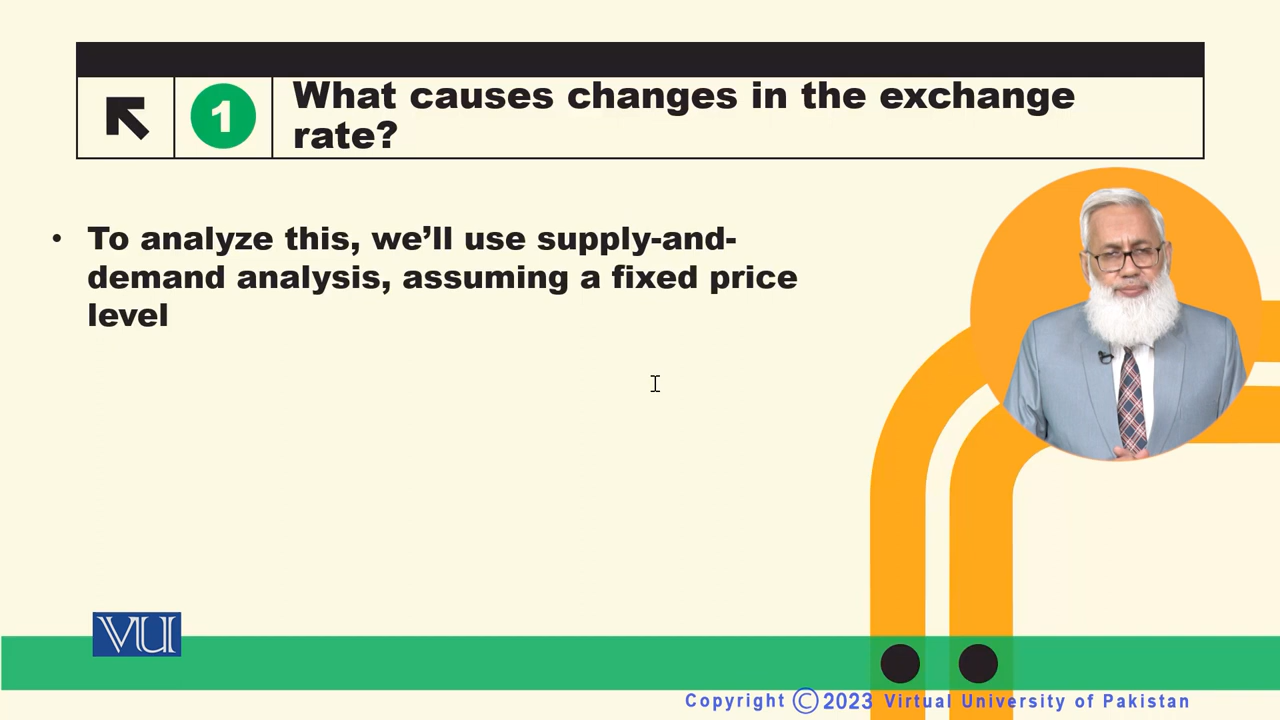 1
What causes changes in the exchange
rate?
• To analyze this, we’ll use supply-and-
demand analysis, assuming a fixed price
level
VU
Copyright ©2023 Virtual University of Pakistan